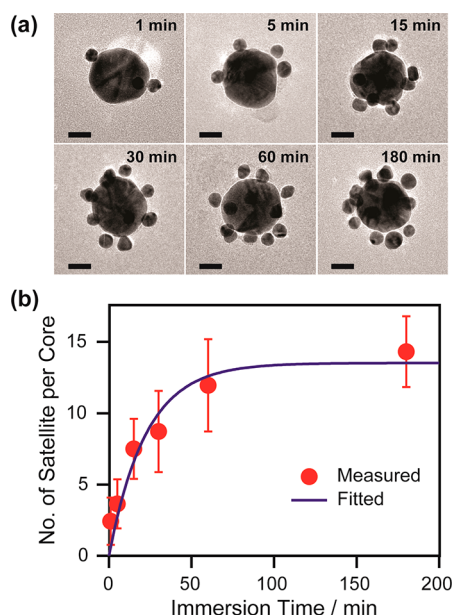 (a)
1 min
5 min
15 min
30 min
60 min
180 min
(b)
No. of Satellite per Core
15
10
5
0
Measured
Fitted
0
50
100
150
200
Immersion Time / min